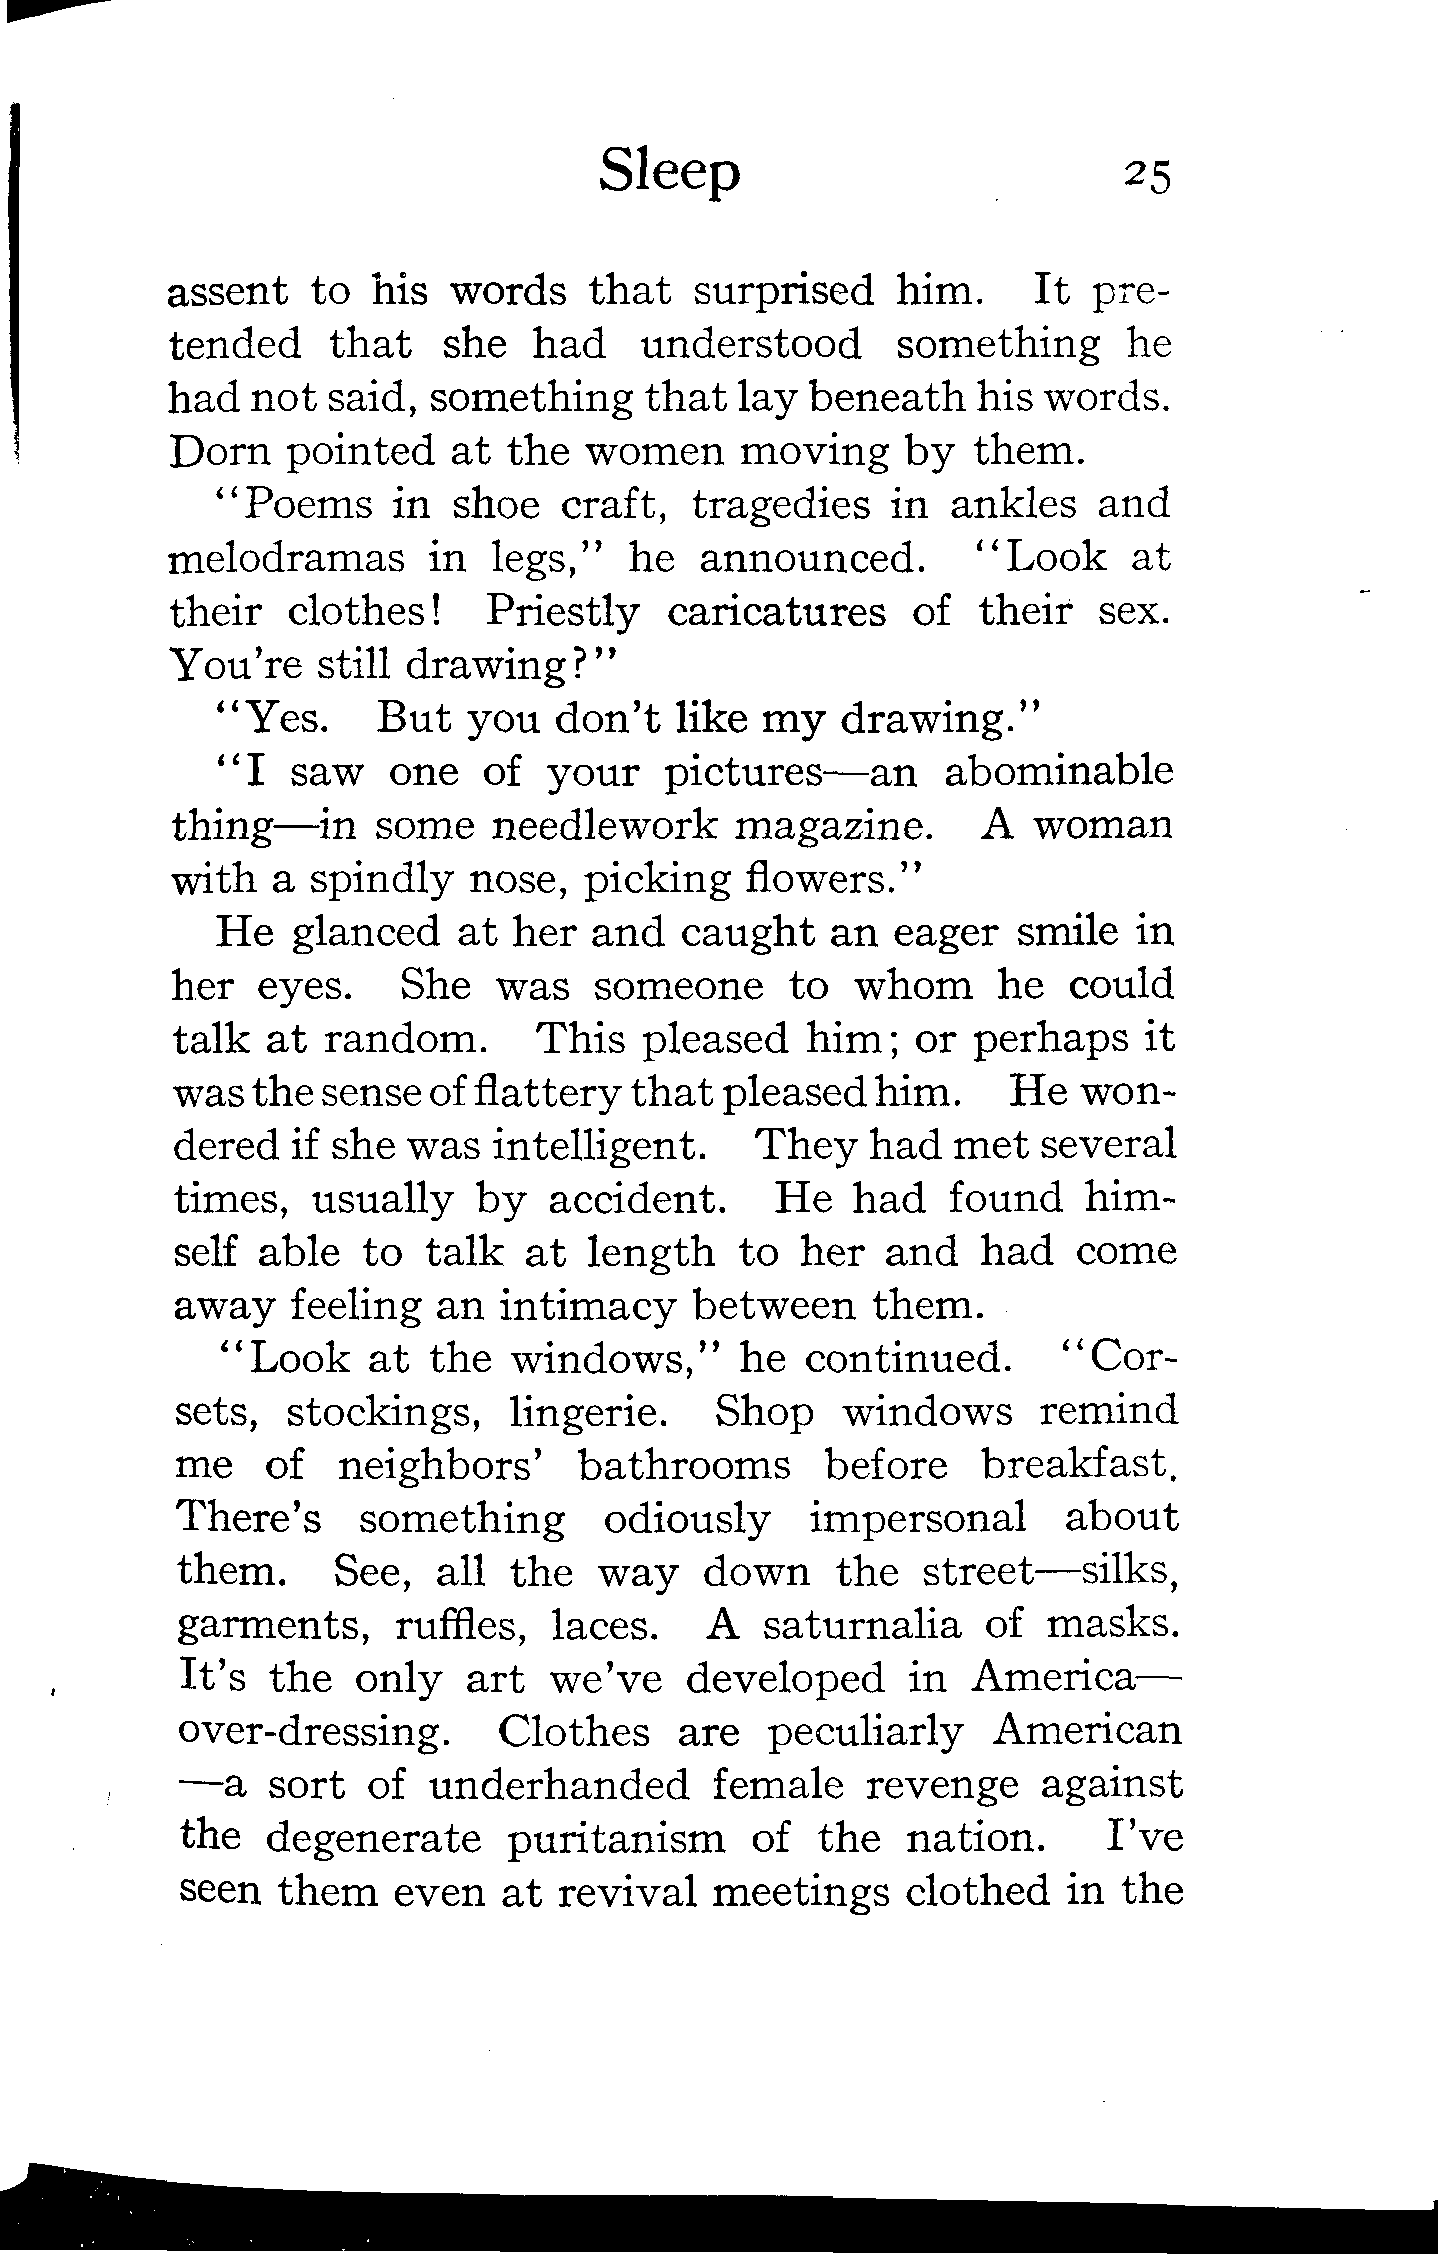 Sleep 25
assent to his words that surprised him. It pre-
tended that she had understood something he
had not said, something that lay beneath his words.
Dorn pointed at the women moving by them.
"Poems in shoe craft, tragedies in ankles and
melodramas in legs," he announced. "Look at
their clothes! Priestly caricatures of their sex.
You're still drawing?"
"Yes. But you don't like my drawing."
"I saw one of your pictures—an abominable
thing—in some needlework magazine. A woman
with a spindly nose, picking flowers."
He glanced at her and caught an eager smile in
her eyes. She was someone to whom he could
talk at random. This pleased him; or perhaps it
was the sense of flattery that pleased him. He won-
dered if she was intelligent. They had met several
times, usually by accident. He had found him-
self able to talk at length to her and had come
away feeling an intimacy between them.
"Look at the windows," he continued. "Cor-
sets, stockings, lingerie. Shop windows remind
me of neighbors' bathrooms before breakfast.
There's something odiously impersonal about
them. See, all the way down the street—silks,
garments, ruffles, laces. A saturnalia of masks.
It's the only art we've developed in America—
over-dressing. Clothes are peculiarly American
—a sort of underhanded female revenge against
the degenerate puritanism of the nation. I've
seen them even at revival meetings clothed in the